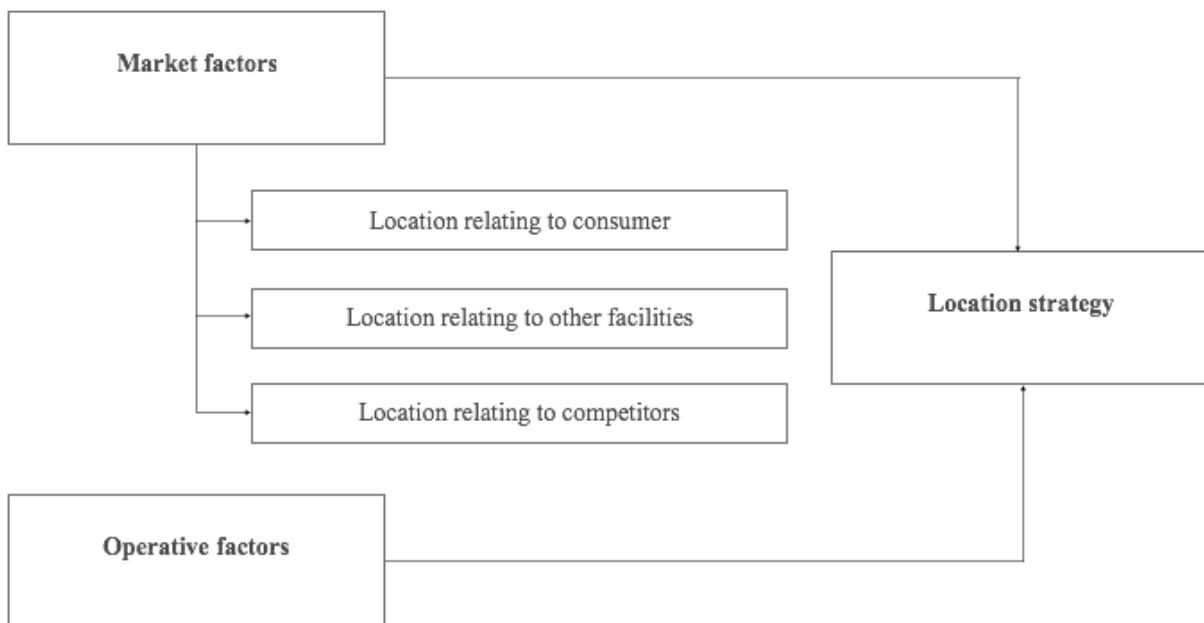 Market factors
Location relating to consumer
Location relating to other facilities
Location strategy
Location relating to competitors
Operative factors